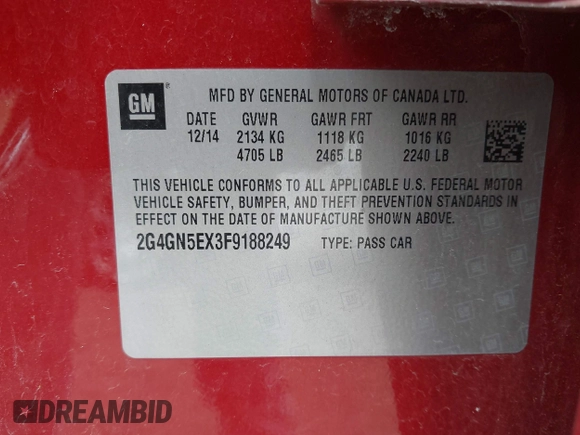 GM
MFD BY GENERAL MOTORS OF CANADA LTD.
DATE GVWR GAWR FRT GAWR RR
12/14 2134 KG 1118 KG 1016 KG
4705 LB 2465 LB 2240 LB
THIS VEHICLE CONFORMS TO ALL APPLICABLE U.S. FEDERAL MOTOR
VEHICLE SAFETY, BUMPER, AND THEFT PREVENTION STANDARDS IN
EFFECT ON THE DATE OF MANUFACTURE SHOWN ABOVE.
2G4GN5EX3F9188249 TYPE: PASS CAR
DREAMBID